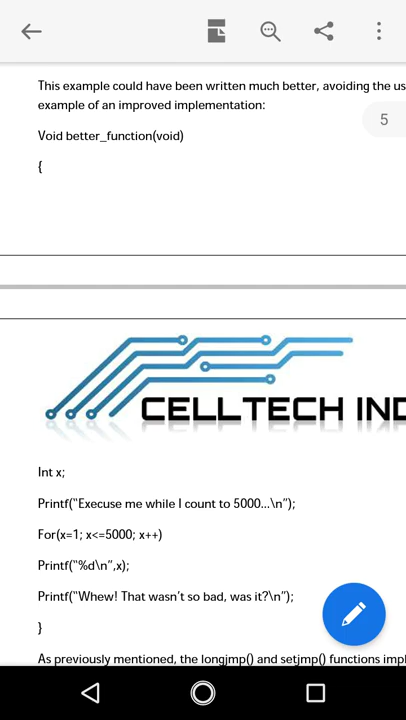 This example could have been written much better, avoiding the us
example of an improved implementation:
5
Void better_function(void)
{
CELLTECH IND
Int x;
Printf("Execuse me while I count to 5000...\n");
For(x=1; x<=5000; x++)
Printf("%d\n",x);
Printf("Whew! That wasn't so bad, was it?\n");
}
As previously mentioned, the longjmp() and setjmp() functions impl